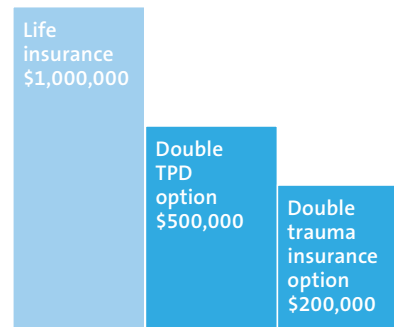 Life
insurance
$1,000,000
Double
TPD
option
$500,000
Double
trauma
insurance
option
$200,000